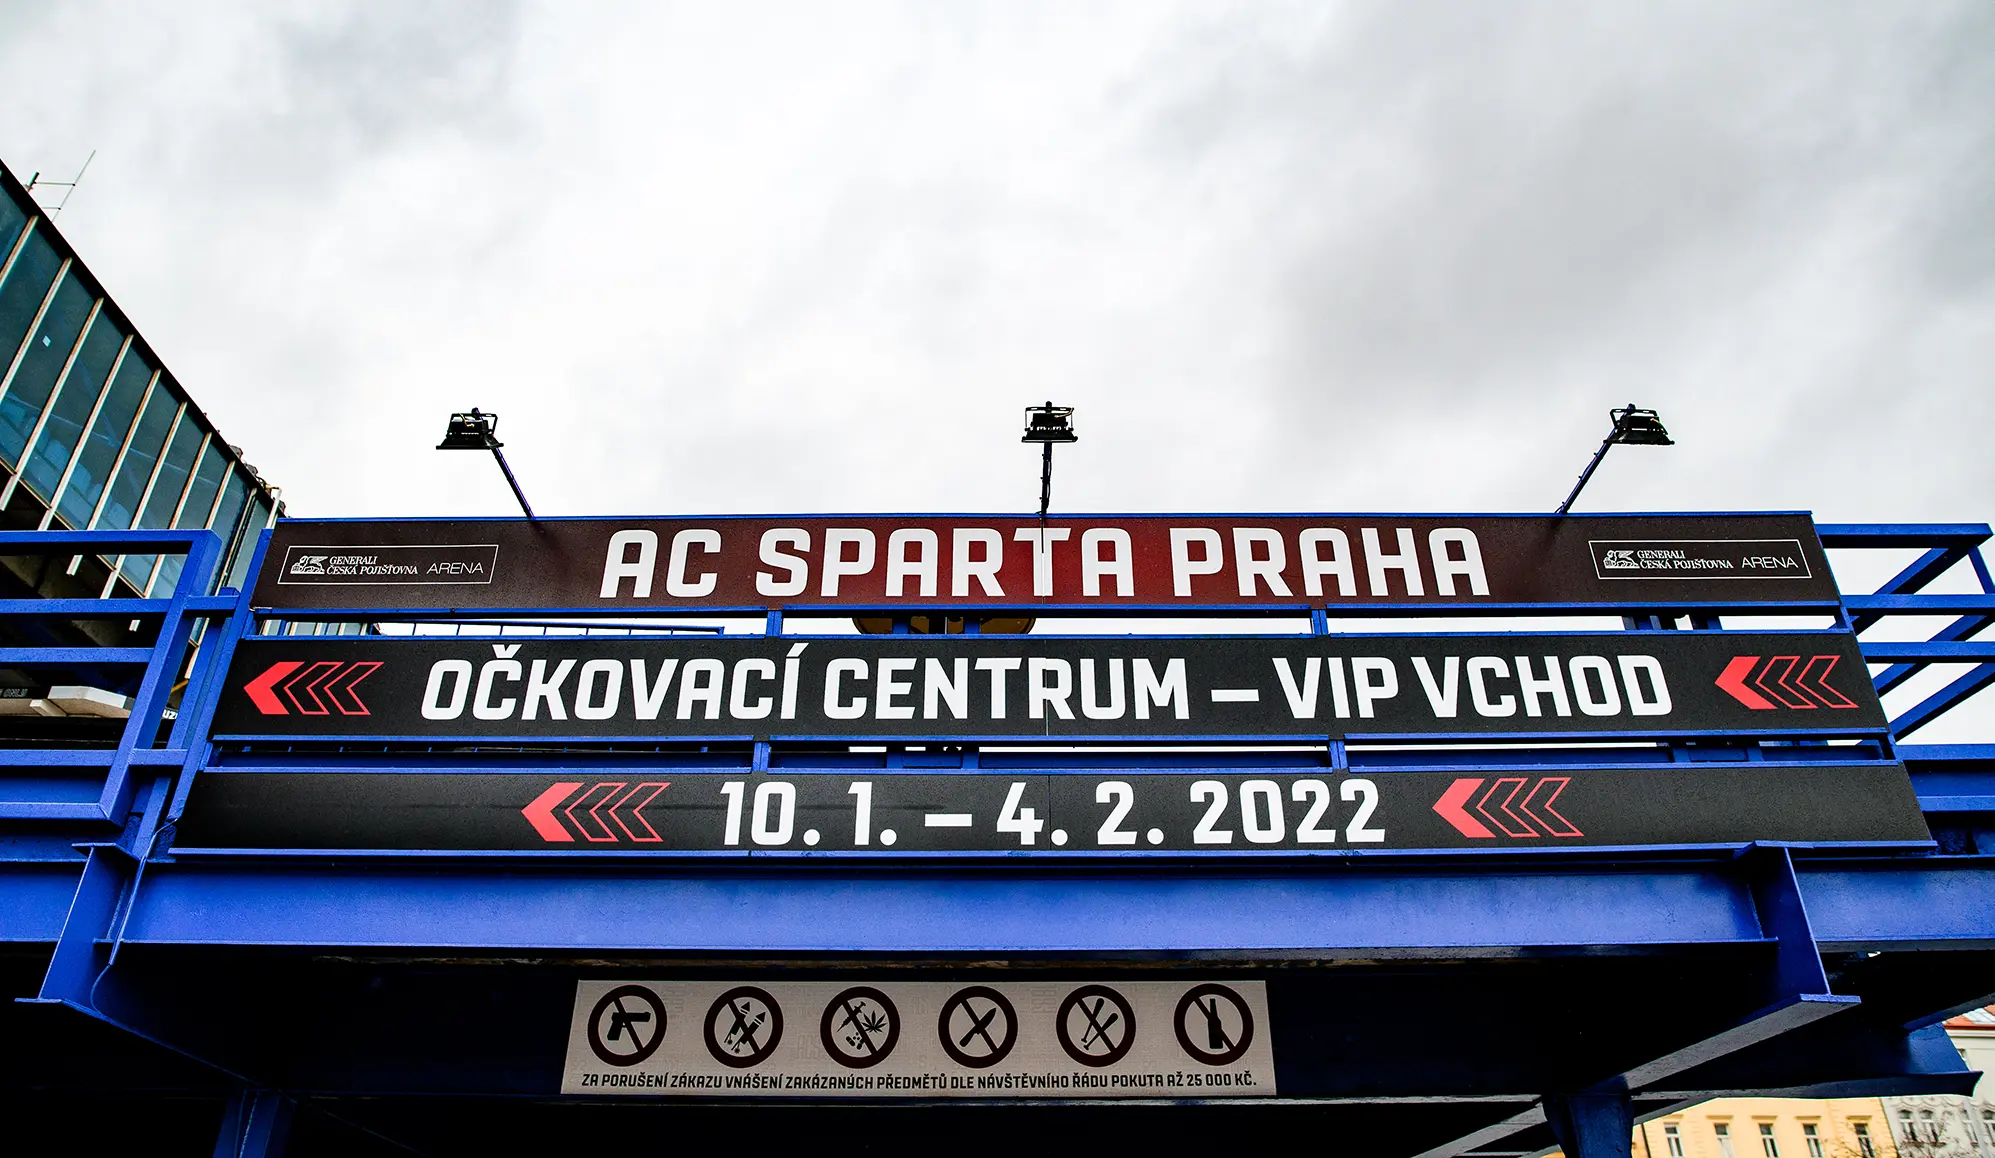 GENERALI
ČESKÁ POJIŠŤOVNA ARENA
AC SPARTA PRAHA
GENERALI
ČESKÁ POJIŠŤOVNA ARENA
OČKOVACÍ CENTRUM – VIP VCHOD
10. 1. – 4. 2. 2022
ZA PORUŠENÍ ZÁKAZU VNÁŠENÍ ZAKÁZANÝCH PŘEDMĚTŮ DLE NÁVŠTĚVNÍHO ŘÁDU POKUTA AŽ 25 000 KČ.